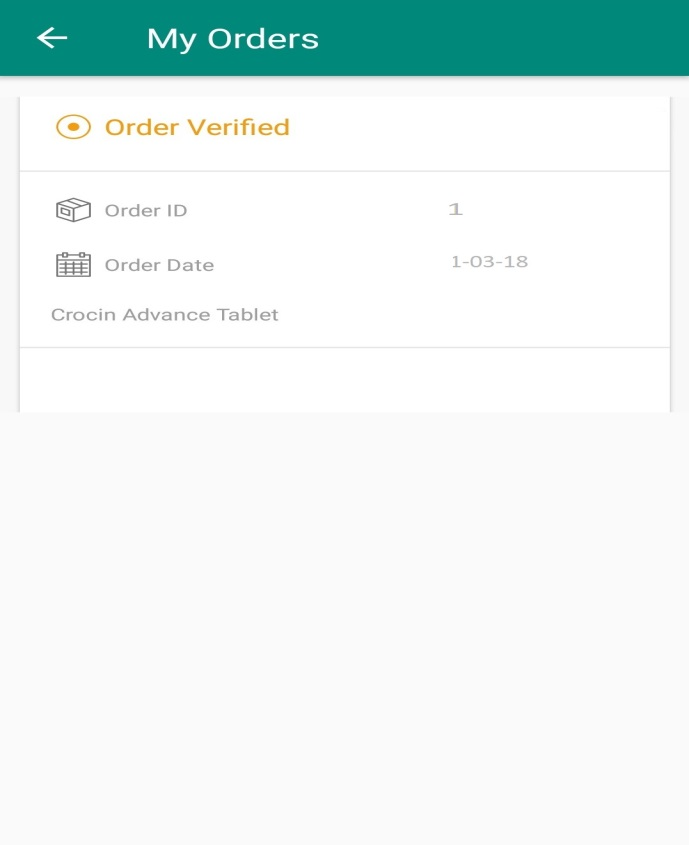 My Orders
Order Verified
Order ID 1
Order Date 1-03-18
Crocin Advance Tablet